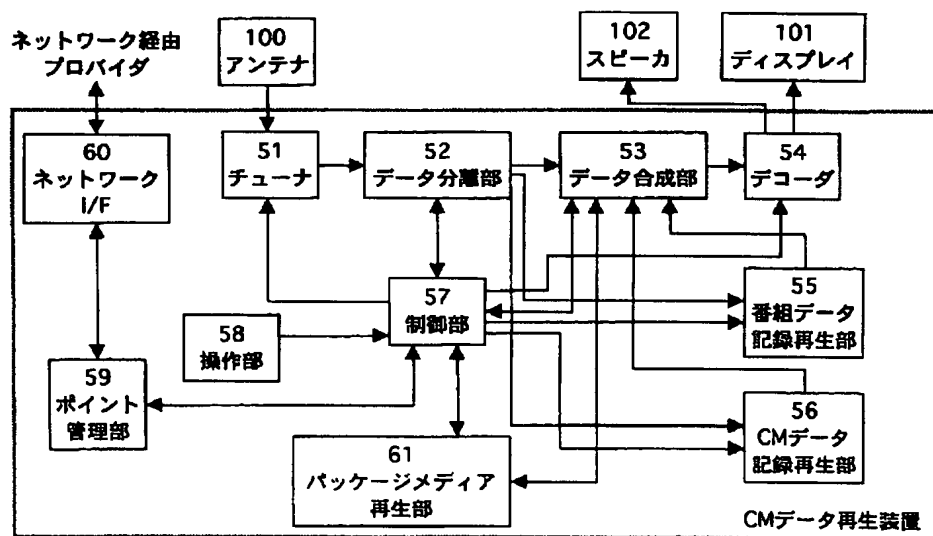 ネットワーク経由
プロバイダ
100
アンテナ
102
スピーカ
101
ディスプレイ
60
ネットワーク
I/F
51
チューナ
52
データ分離部
53
データ合成部
54
デコーダ
57
制御部
58
操作部
55
番組データ
記録再生部
59
ポイント
管理部
56
CMデータ
記録再生部
61
パッケージメディア
再生部
CMデータ再生装置